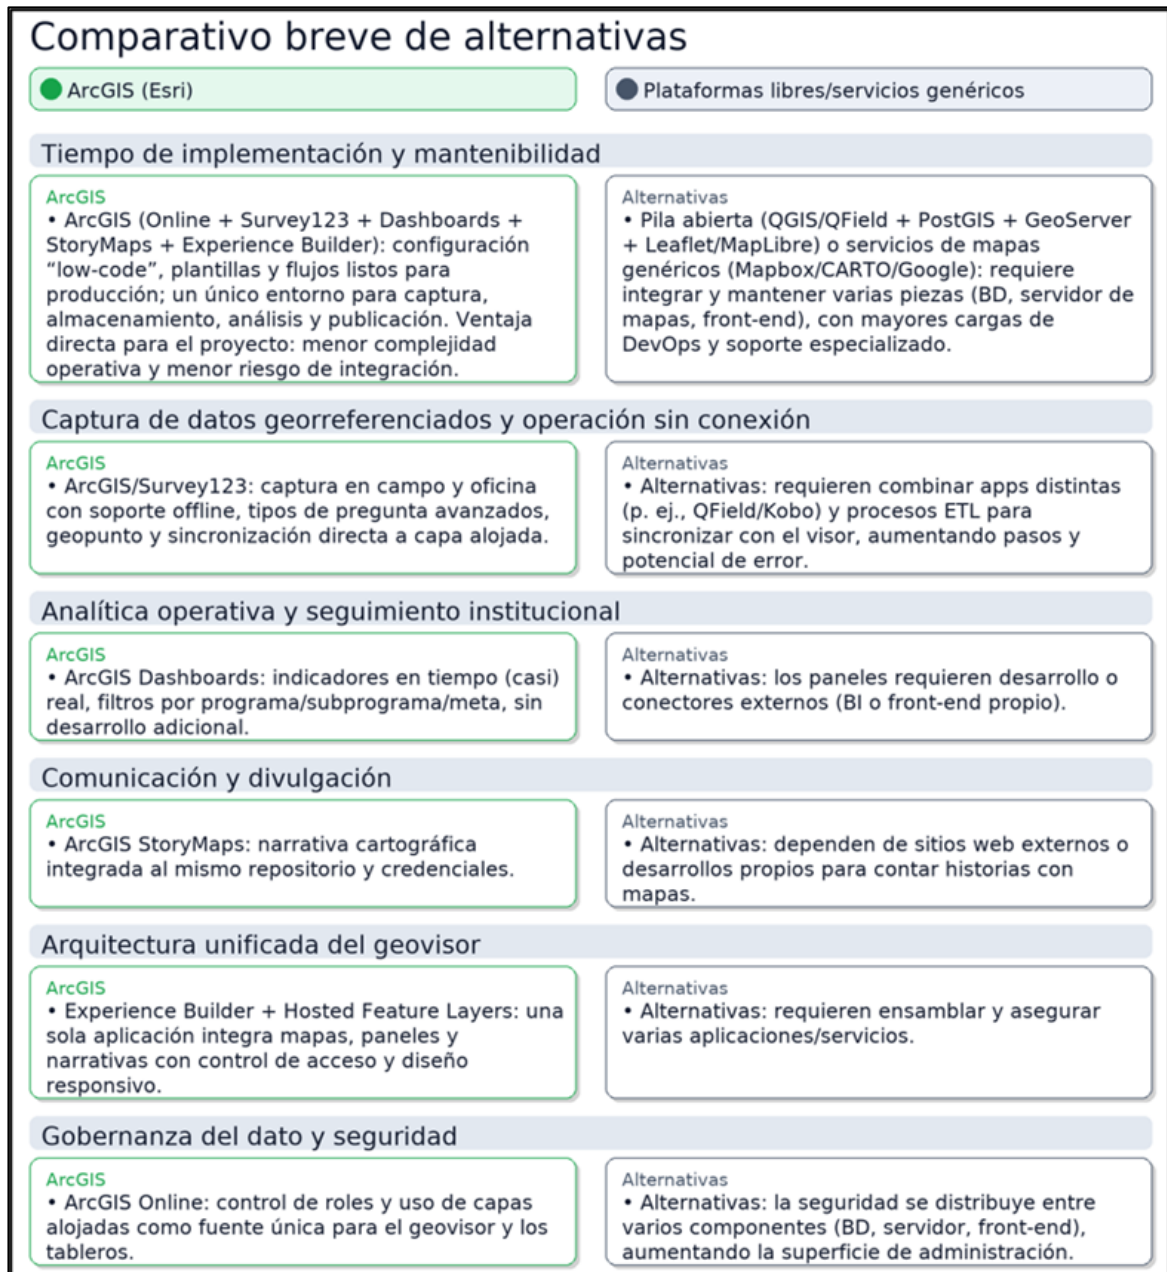 Comparativo breve de alternativas
ArcGIS (Esri)
Plataformas libres/servicios genéricos
Tiempo de implementación y mantenibilidad
ArcGIS
• ArcGIS (Online + Survey123 + Dashboards +
StoryMaps + Experience Builder): configuración
“low-code”, plantillas y flujos listos para
producción; un único entorno para captura,
almacenamiento, análisis y publicación. Ventaja
directa para el proyecto: menor complejidad
operativa y menor riesgo de integración.
Alternativas
• Pila abierta (QGIS/QField + PostGIS + GeoServer
+ Leaflet/MapLibre) o servicios de mapas
genéricos (Mapbox/CARTO/Google): requiere
integrar y mantener varias piezas (BD, servidor de
mapas, front-end), con mayores cargas de
DevOps y soporte especializado.
Captura de datos georreferenciados y operación sin conexión
ArcGIS
• ArcGIS/Survey123: captura en campo y oficina
con soporte offline, tipos de pregunta avanzados,
geopunto y sincronización directa a capa alojada.
Alternativas
• Alternativas: requieren combinar apps distintas
(p. ej., QField/Kobo) y procesos ETL para
sincronizar con el visor, aumentando pasos y
potencial de error.
Analítica operativa y seguimiento institucional
ArcGIS
• ArcGIS Dashboards: indicadores en tiempo (casi)
real, filtros por programa/subprograma/meta, sin
desarrollo adicional.
Alternativas
• Alternativas: los paneles requieren desarrollo o
conectores externos (BI o front-end propio).
Comunicación y divulgación
ArcGIS
• ArcGIS StoryMaps: narrativa cartográfica
integrada al mismo repositorio y credenciales.
Alternativas
• Alternativas: dependen de sitios web externos o
desarrollos propios para contar historias con
mapas.
Arquitectura unificada del geovisor
ArcGIS
• Experience Builder + Hosted Feature Layers: una
sola aplicación integra mapas, paneles y
narrativas con control de acceso y diseño
responsivo.
Alternativas
• Alternativas: requieren ensamblar y asegurar
varias aplicaciones/servicios.
Gobernanza del dato y seguridad
ArcGIS
• ArcGIS Online: control de roles y uso de capas
alojadas como fuente única para el geovisor y los
tableros.
Alternativas
• Alternativas: la seguridad se distribuye entre
varios componentes (BD, servidor, front-end),
aumentando la superficie de administración.